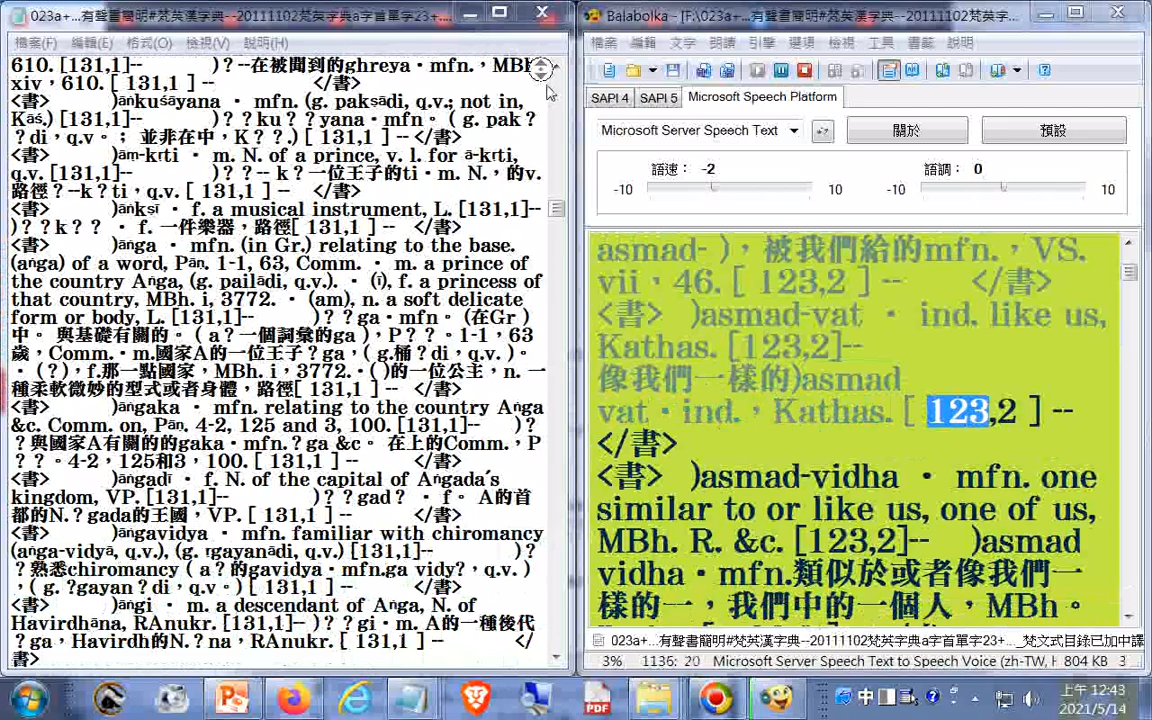 023a+...有聲書簡明#梵英漢字典--20111102梵英字典a字首單字23+...
檔案(F) 編輯(E) 格式(O) 檢視(V) 說明(H)
610. [131,1]-- )？--在被聞到的ghreya．mfn.，MBh
xiv，610. [ 131,1 ] -- </書>
<書> )āṅkuśāyana ・ mfn. (g. pakṣādi, q.v.; not in,
Kāś.) [131,1]-- )？？ku？？yana．mfn。（ g. pak？
？di，q.v。；並非在中，K？？.) [ 131,1 ] -- </書>
<書> )āṃ-kṛti ・ m. N. of a prince, v. l. for ā-kṛti,
q.v. [131,1]-- )？？-- k？一位王子的ti・m. N.，的v.
路徑？--k？ti，q.v. [ 131,1 ] -- </書>
<書> )āṅkṣī ・ f. a musical instrument, L. [131,1]--
)？？k？？ ・ f. 一件樂器，路徑[ 131,1 ] -- </書>
<書> )āṅga ・ mfn. (in Gr.) relating to the base.
(aṅga) of a word, Pāṇ. 1-1, 63, Comm. ・ m. a prince of
the country Aṅga, (g. pailādi, q.v.). ・ (ī), f. a princess of
that country, MBh. i, 3772. ・ (am), n. a soft delicate
form or body, L. [131,1]-- )？？ga・mfn。(在Gr )
中。 與基礎有關的。（ a？一個詞彙的ga )，P？？。1-1，63
歲，Comm.・m.國家A的一位王子？ga，( g.桶？di，q.v. )。
・（？)，f.那一點國家，MBh. i，3772.・( )的一位公主，n. 一
種柔軟微妙的型式或者身體，路徑[ 131,1 ] -- </書>
<書> )āṅgaka ・ mfn. relating to the country Aṅga
&c. Comm. on, Pāṇ. 4-2, 125 and 3, 100. [131,1]-- )？
？與國家A有關的的gaka・mfn.？ga &c。 在上的Comm.，P
？？。4-2，125和3，100. [ 131,1 ] -- </書>
<書> )āṅgadī ・ f. N. of the capital of Aṅgada's
kingdom, VP. [131,1]-- )？？gad？ ・ f。 A的首
都的N.？gada的王國，VP. [ 131,1 ] -- </書>
<書> )āṅgavidya ・ mfn. familiar with chiromancy
(aṅga-vidyā, q.v.), (g. ṛgayanādi, q.v.) [131,1]-- )？
？熟悉chiromancy ( a？的gavidya・mfn.ga vidy?，q.v. )
，( g. ?gayan？di，q.v。) [ 131,1 ] -- </書>
<書> )āṅgi ・ m. a descendant of Aṅga, N. of
Havirdhāna, RAnukr. [131,1]-- )？？gi・m. A的一種後代
？ga，Havirdh的N.？na，RAnukr. [ 131,1 ] -- </
書>
Balabolka - [F:\023a+...有聲書簡明#梵英漢字典--20111102梵英字...
檔案 編輯 文字 朗讀 引擎 選項 檢視 工具 書籤 說明
SAPI 4 SAPI 5 Microsoft Speech Platform
Microsoft Server Speech Text 關於 預設
語速： -2 語調： 0
-10 10 -10 10
asmad- )，被我們給的mfn.，VS.
vii，46. [ 123,2 ] -- </書>
<書> )asmad-vat ・ ind. like us,
Kathas. [123,2]--
像我們一樣的)asmad
vat・ind.，Kathas. [ 123,2 ] --
</書>
<書> )asmad-vidha ・ mfn. one
similar to or like us, one of us,
MBh. R. &c. [123,2]-- )asmad
vidha・mfn.類似於或者像我們一
樣的一，我們中的一個人，MBh。
023a+...有聲書簡明#梵英漢字典--20111102梵英字典a字首單字23+..._梵文式目錄已加中譯
3% 1136: 20 Microsoft Server Speech Text to Speech Voice (zh-TW, H 804 KB 3
中
上午 12:43
2021/5/14